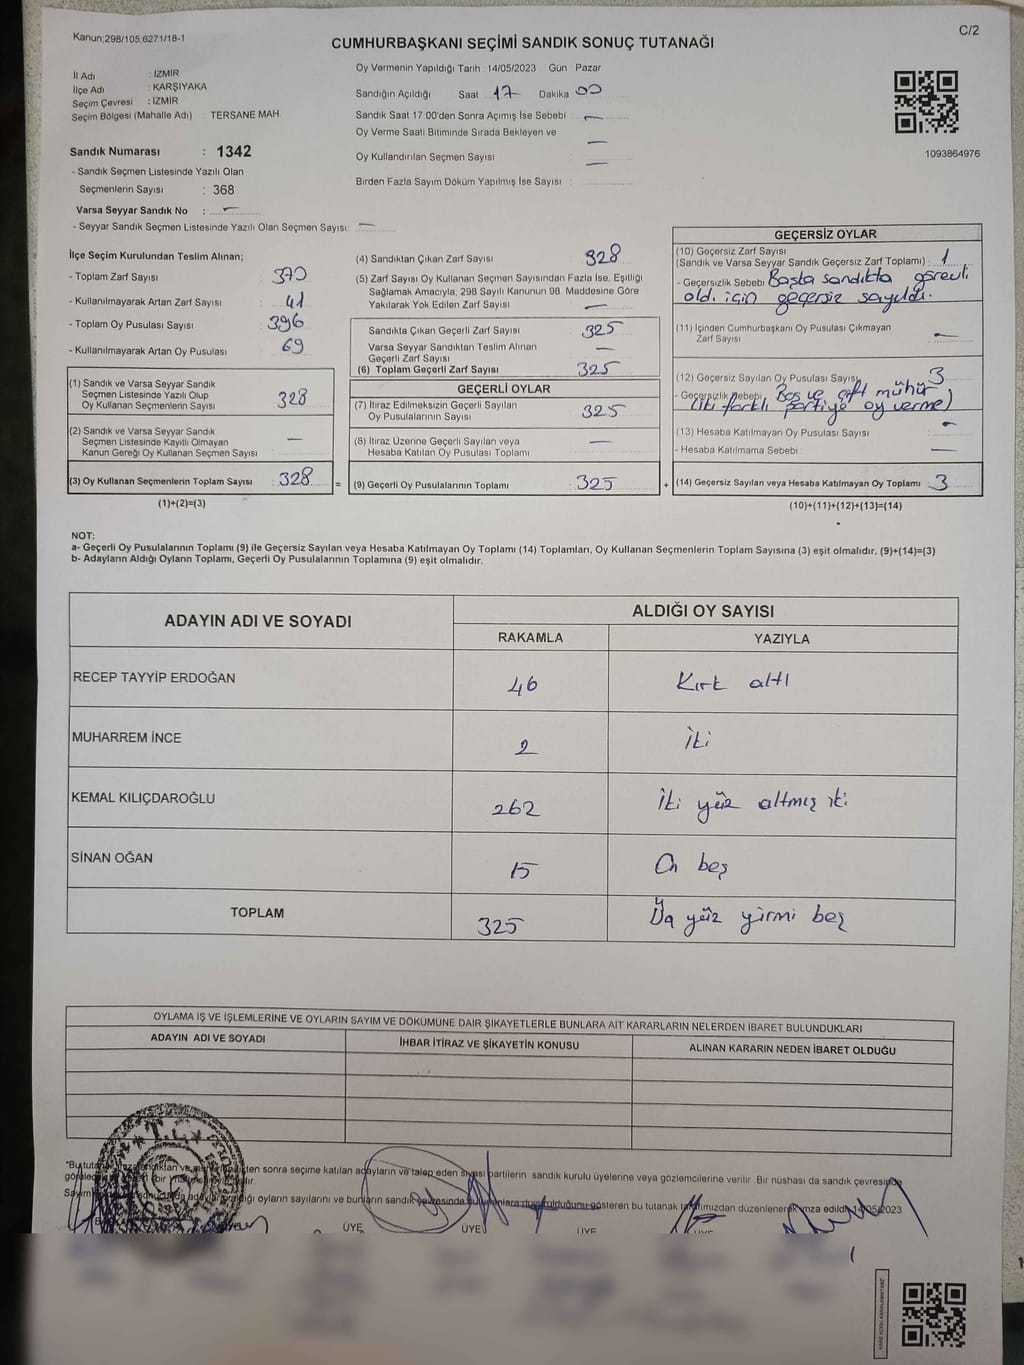 Kanun;298/105;6271/18-1
C/2
CUMHURBAŞKANI SEÇİMİ SANDIK SONUÇ TUTANAĞI
İl Adı : İZMİR
İlçe Adı : KARŞIYAKA
Seçim Çevresi : İZMİR
Seçim Bölgesi (Mahalle Adı) : TERSANE MAH.
Sandık Numarası : 1342
- Sandık Seçmen Listesinde Yazılı Olan
Seçmenlerin Sayısı : 368
Varsa Seyyar Sandık No : —
- Seyyar Sandık Seçmen Listesinde Yazılı Olan Seçmen Sayısı: —
Oy Vermenin Yapıldığı Tarih : 14/05/2023 Gün Pazar
Sandığın Açıldığı Saat 17 Dakika 00
Sandık Saat 17 00'den Sonra Açımış İse Sebebi : —
Oy Verme Saati Bitiminde Sırada Bekleyen ve —
Oy Kullandırılan Seçmen Sayısı : —
Birden Fazla Sayım Döküm Yapılmış İse Sayısı :
1093864976
İlçe Seçim Kurulundan Teslim Alınan;
- Toplam Zarf Sayısı : 370
- Kullanılmayarak Artan Zarf Sayısı : 41
- Toplam Oy Pusulası Sayısı : 396
- Kullanılmayarak Artan Oy Pusulası : 69
(1) Sandık ve Varsa Seyyar Sandık
Seçmen Listesinde Yazılı Olup
Oy Kullanan Seçmenlerin Sayısı : 328
(2) Sandık ve Varsa Seyyar Sandık
Seçmen Listesinde Kayıtlı Olmayan
Kanun Gereği Oy Kullanan Seçmen Sayısı : —
(3) Oy Kullanan Seçmenlerin Toplam Sayısı : 328
(1)+(2)=(3)
=
(4) Sandıktan Çıkan Zarf Sayısı : 328
(5) Zarf Sayısı Oy Kullanan Seçmen Sayısından Fazla İse, Eşitliği
Sağlamak Amacıyla, 298 Sayılı Kanunun 98. Maddesine Göre
Yakılarak Yok Edilen Zarf Sayısı : —
Sandıkta Çıkan Geçerli Zarf Sayısı : 325
Varsa Seyyar Sandıktan Teslim Alınan
Geçerli Zarf Sayısı : —
(6) Toplam Geçerli Zarf Sayısı : 325
GEÇERLİ OYLAR
(7) İtiraz Edilmeksizin Geçerli Sayılan
Oy Pusulalarının Sayısı : 325
(8) İtiraz Üzerine Geçerli Sayılan veya
Hesaba Katılan Oy Pusulası Toplamı : —
(9) Geçerli Oy Pusulalarının Toplamı : 325
+
GEÇERSİZ OYLAR
(10) Geçersiz Zarf Sayısı
(Sandık ve Varsa Seyyar Sandık Geçersiz Zarf Toplamı) : 1
- Geçersizlik Sebebi : Başka sandıkta görevli
oldı için geçersiz sayıldı.
(11) İçinden Cumhurbaşkanı Oy Pusulası Çıkmayan
Zarf Sayısı : —
(12) Geçersiz Sayılan Oy Pusulası Sayısı : 3
- Geçersizlik Sebebi : Boş ve çift mühür
(iki farklı partiye oy verme)
(13) Hesaba Katılmayan Oy Pusulası Sayısı : —
- Hesaba Katılmama Sebebi : —
(14) Geçersiz Sayılan veya Hesaba Katılmayan Oy Toplamı : 3
(10)+(11)+(12)+(13)=(14)
NOT:
a- Geçerli Oy Pusulalarının Toplamı (9) ile Geçersiz Sayılan veya Hesaba Katılmayan Oy Toplamı (14) Toplamları, Oy Kullanan Seçmenlerin Toplam Sayısına (3) eşit olmalıdır. (9)+(14)=(3)
b- Adayların Aldığı Oyların Toplamı, Geçerli Oy Pusulalarının Toplamına (9) eşit olmalıdır.
ADAYIN ADI VE SOYADI
ALDIĞI OY SAYISI
RAKAMLA YAZIYLA
RECEP TAYYİP ERDOĞAN 46 Kırk altı
MUHARREM İNCE 2 İki
KEMAL KILIÇDAROĞLU 262 İki yüz altmış iki
SİNAN OĞAN 15 On beş
TOPLAM 325 Üç yüz yirmi beş
OYLAMA İŞ VE İŞLEMLERİNE VE OYLARIN SAYIM VE DÖKÜMÜNE DAİR ŞİKAYETLERLE BUNLARA AİT KARARLARIN NELERDEN İBARET BULUNDUKLARI
ADAYIN ADI VE SOYADI İHBAR İTİRAZ VE ŞİKAYETİN KONUSU ALINAN KARARIN NEDEN İBARET OLDUĞU
sonra seçime katılan adayların ve talep eden siyasi partilerin sandık kurulu üyelerine veya gözlemcilerine verilir. Bir nüshası da sandık çevresinde
oyların sayılarını ve bunların sandık çevresinde gösteren bu tutanak tarafımızdan düzenlenerek imza edildi. 14/05/2023
T.C.
ÜYE ÜYE ÜYE ÜYE